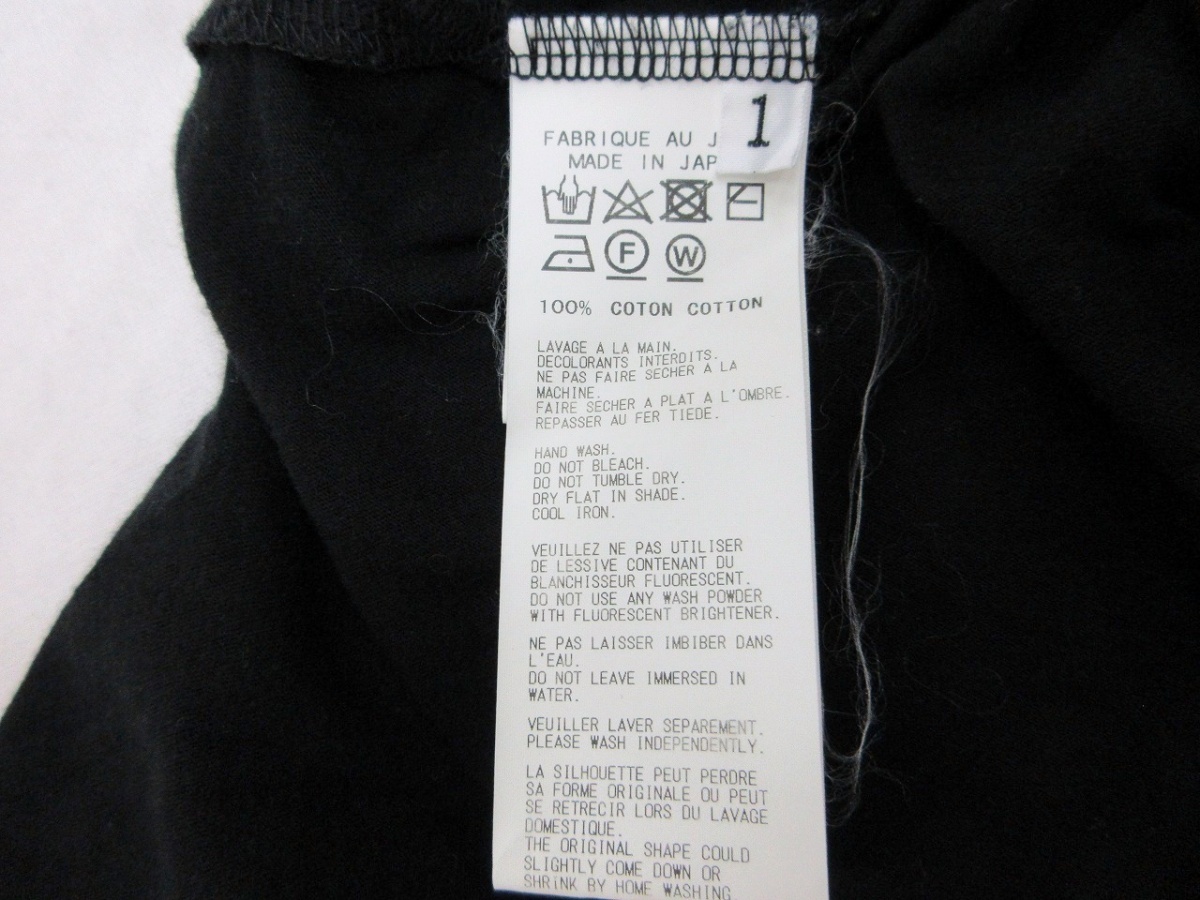 1
FABRIQUE AU J
MADE IN JAP
F W
100% COTON COTTON
LAVAGE A LA MAIN.
DECOLORANTS INTERDITS.
NE PAS FAIRE SECHER A LA
MACHINE.
FAIRE SECHER A PLAT A L'OMBRE.
REPASSER AU FER TIEDE.
HAND WASH.
DO NOT BLEACH.
DO NOT TUMBLE DRY.
DRY FLAT IN SHADE.
COOL IRON.
VEUILLEZ NE PAS UTILISER
DE LESSIVE CONTENANT DU
BLANCHISSEUR FLUORESCENT.
DO NOT USE ANY WASH POWDER
WITH FLUORESCENT BRIGHTENER.
NE PAS LAISSER IMBIBER DANS
L'EAU.
DO NOT LEAVE IMMERSED IN
WATER.
VEUILLER LAVER SEPAREMENT.
PLEASE WASH INDEPENDENTLY.
LA SILHOUETTE PEUT PERDRE
SA FORME ORIGINALE OU PEUT
SE RETRECIR LORS DU LAVAGE
DOMESTIQUE.
THE ORIGINAL SHAPE COULD
SLIGHTLY COME DOWN OR
SHRINK BY HOME WASHING